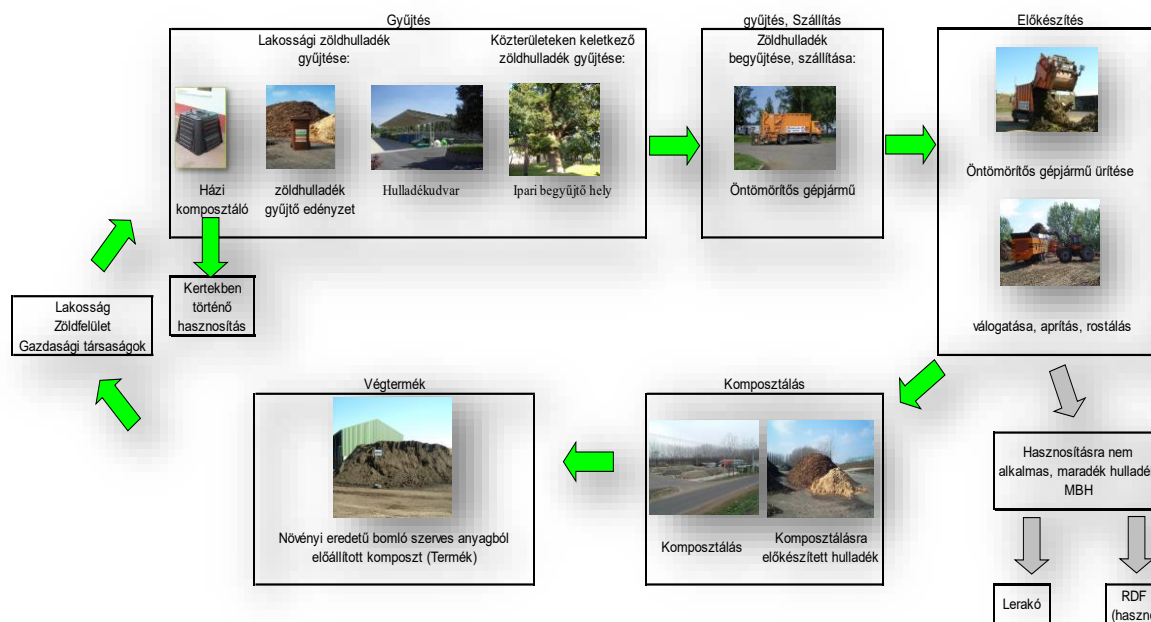 Gyűjtés
Lakossági zöldhulladék
gyűjtése:
Közterületeken keletkező
zöldhulladék gyűjtése:
Házi
komposztáló
zöldhulladék
gyűjtő edényzet
Hulladékudvar
Ipari begyűjtő hely
gyűjtés, Szállítás
Zöldhulladék
begyűjtése, szállítása:
Öntömörítős gépjármű
Előkészítés
Öntömörítős gépjármű ürítése
válogatása, aprítás, rostálás
Kertekben
történő
hasznosítás
Lakosság
Zöldfelület
Gazdasági társaságok
Végtermék
Növényi eredetű bomló szerves anyagból
előállított komposzt (Termék)
Komposztálás
Komposztálás
Komposztálásra
előkészített hulladék
Hasznosításra nem
alkalmas, maradék
MBH
Lerakó
RDF